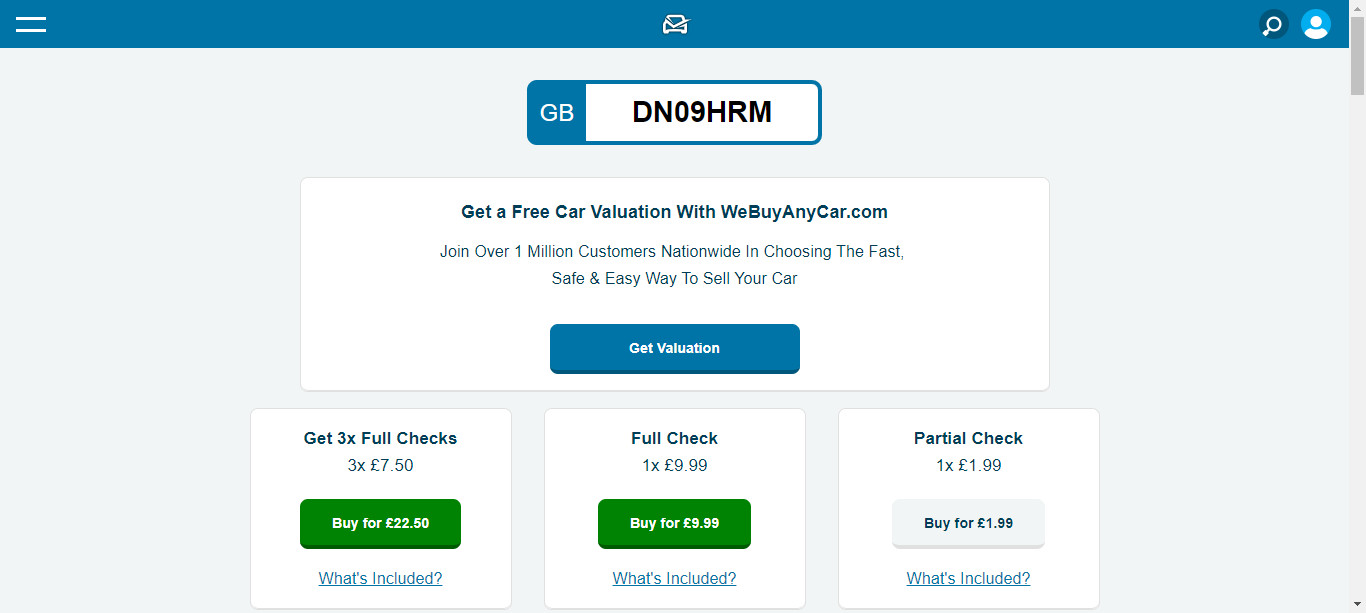 GB DN09HRM
Get a Free Car Valuation With WeBuyAnyCar.com
Join Over 1 Million Customers Nationwide In Choosing The Fast,
Safe & Easy Way To Sell Your Car
Get Valuation
Get 3x Full Checks
3x £7.50
Buy for £22.50
What's Included?
Full Check
1x £9.99
Buy for £9.99
What's Included?
Partial Check
1x £1.99
Buy for £1.99
What's Included?